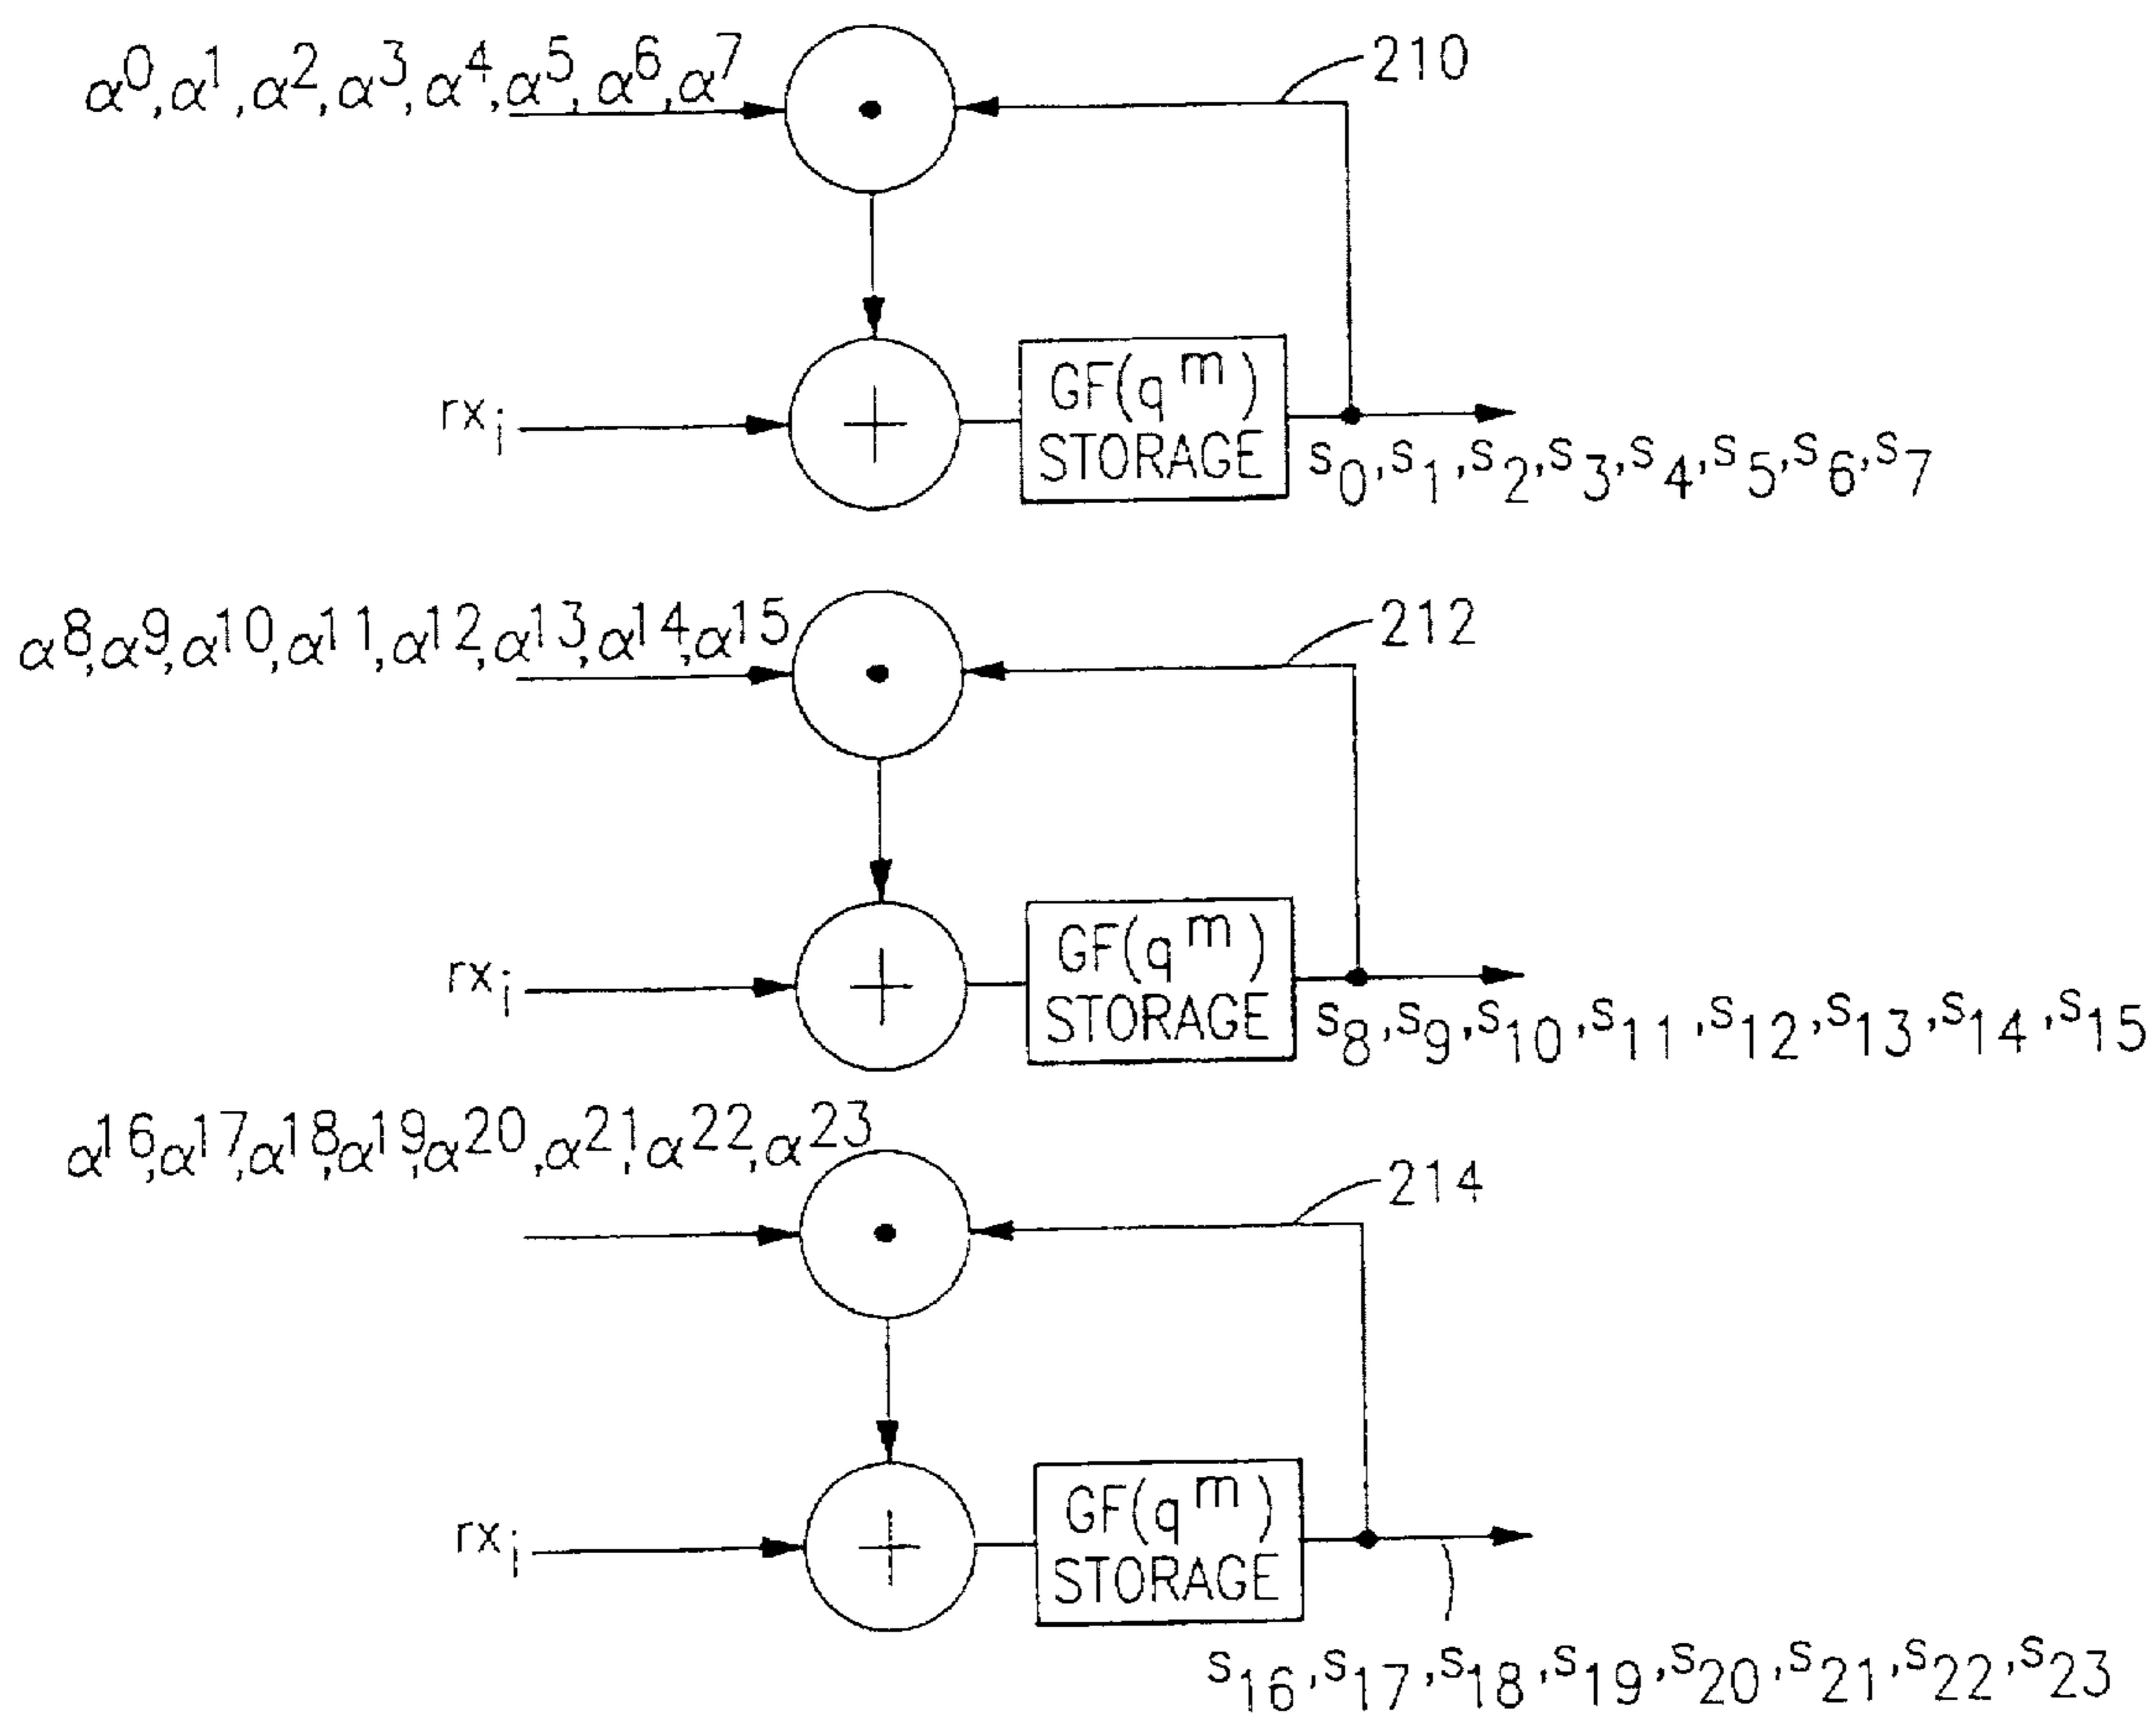 α⁰,α¹,α²,α³,α⁴,α⁵,α⁶,α⁷
210
rxᵢ
GF(qᵐ)
STORAGE
s₀,s₁,s₂,s₃,s₄,s₅,s₆,s₇
α⁸,α⁹,α¹⁰,α¹¹,α¹²,α¹³,α¹⁴,α¹⁵
212
rxᵢ
GF(qᵐ)
STORAGE
s₈,s₉,s₁₀,s₁₁,s₁₂,s₁₃,s₁₄,s₁₅
α¹⁶,α¹⁷,α¹⁸,α¹⁹,α²⁰,α²¹,α²²,α²³
214
rxᵢ
GF(qᵐ)
STORAGE
s₁₆,s₁₇,s₁₈,s₁₉,s₂₀,s₂₁,s₂₂,s₂₃